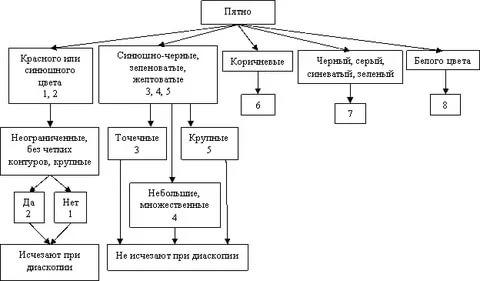 Пятно
Красного или
синюшного
цвета
1, 2
Синюшно-черные,
зеленоватые,
жептоватые
3, 4, 5
Коричневые
Черный, серый,
синеватый, зеленый
Белого цвета
6
7
8
Неограниченные,
без четких
контуров, крупные
Точечные
3
Крупные
5
Да
2
Нет
1
Небольшие,
множественные
4
Исчезают при
диаскопии
Не исчезают при диаскопии